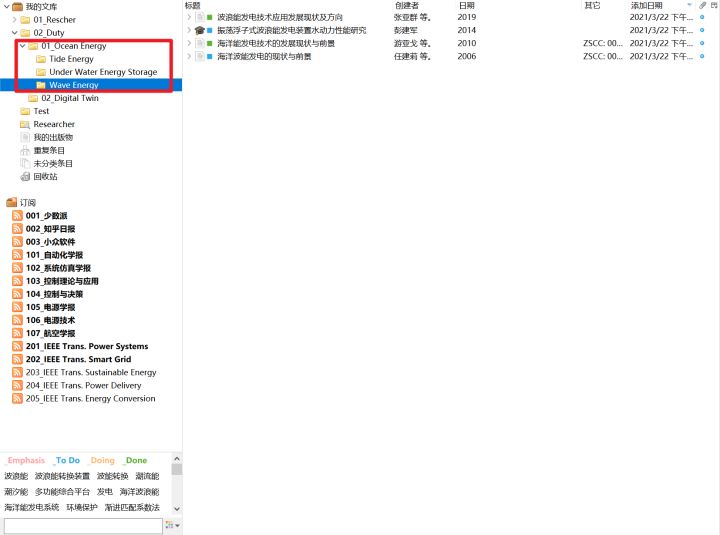 我的文库
01_Rescher
02_Duty
01_Ocean Energy
Tide Energy
Under Water Energy Storage
Wave Energy
02_Digital Twin
Test
Researcher
我的出版物
重复条目
未分类条目
回收站
订阅
001_少数派
002_知乎日报
003_小众软件
101_自动化学报
102_系统仿真学报
103_控制理论与应用
104_控制与决策
105_电源学报
106_电源技术
107_航空学报
201_IEEE Trans. Power Systems
202_IEEE Trans. Smart Grid
203_IEEE Trans. Sustainable Energy
204_IEEE Trans. Power Delivery
205_IEEE Trans. Energy Conversion
_Emphasis _To Do _Doing _Done
波浪能 波浪能转换装置 波能转换 潮流能
潮汐能 多功能综合平台 发电 海洋波浪能
海洋能发电系统 环境保护 渐进匹配系数法
标题 创建者 日期 其它 添加日期
波浪能发电技术应用发展现状及方向 张亚群 等。 2019 2021/3/22 下午...
振荡浮子式波浪能发电装置水动力性能研究 彭建军 2014 2021/3/22 下午...
海洋能发电技术的发展现状与前景 游亚戈 等。 2010 ZSCC: 00... 2021/3/22 下午...
海洋波能发电的现状与前景 任建莉 等。 2006 ZSCC: 00... 2021/3/22 下午...